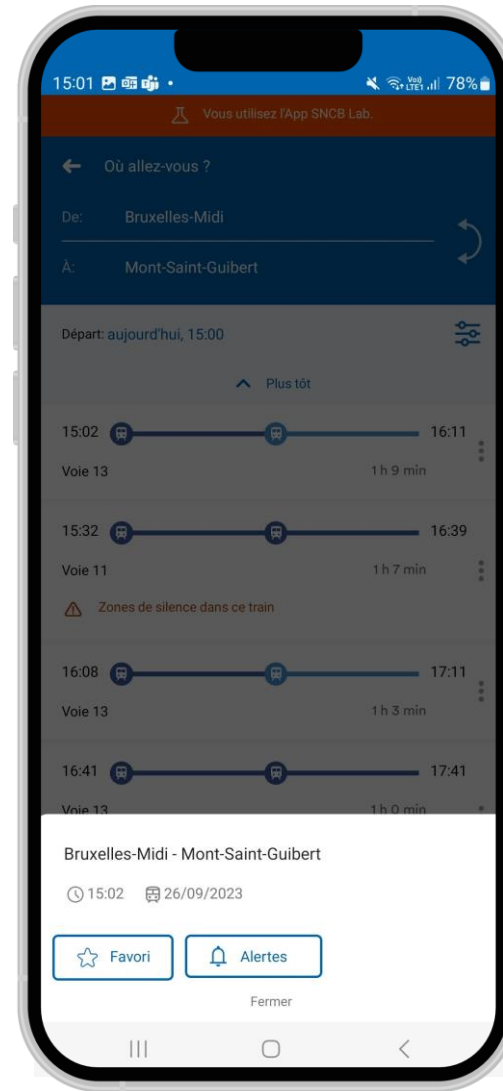 15:01 Vo) LTE1 78%
Vous utilisez l'App SNCB Lab.
Où allez-vous ?
De: Bruxelles-Midi
À: Mont-Saint-Guibert
Départ: aujourd'hui, 15:00
Plus tôt
15:02 16:11
Voie 13 1 h 9 min
15:32 16:39
Voie 11 1 h 7 min
Zones de silence dans ce train
16:08 17:11
Voie 13 1 h 3 min
16:41 17:41
Voie 13 1 h 0 min
Bruxelles-Midi - Mont-Saint-Guibert
15:02 26/09/2023
Favori Alertes
Fermer